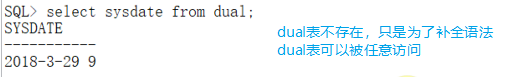 SQL> select sysdate from dual;
SYSDATE
-----------
2018-3-29 9
dual表不存在，只是为了补全语法
dual表可以被任意访问